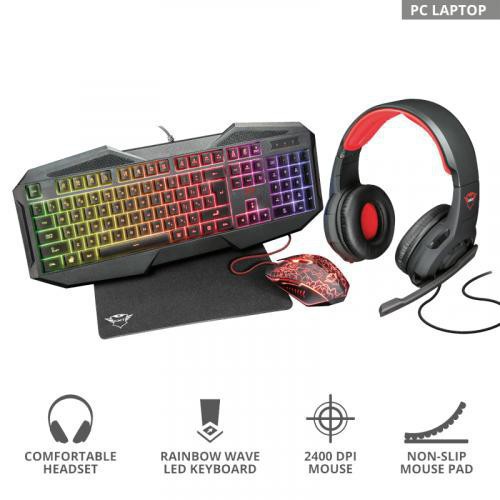 PC LAPTOP
COMFORTABLE
HEADSET
RAINBOW WAVE
LED KEYBOARD
2400 DPI
MOUSE
NON-SLIP
MOUSE PAD